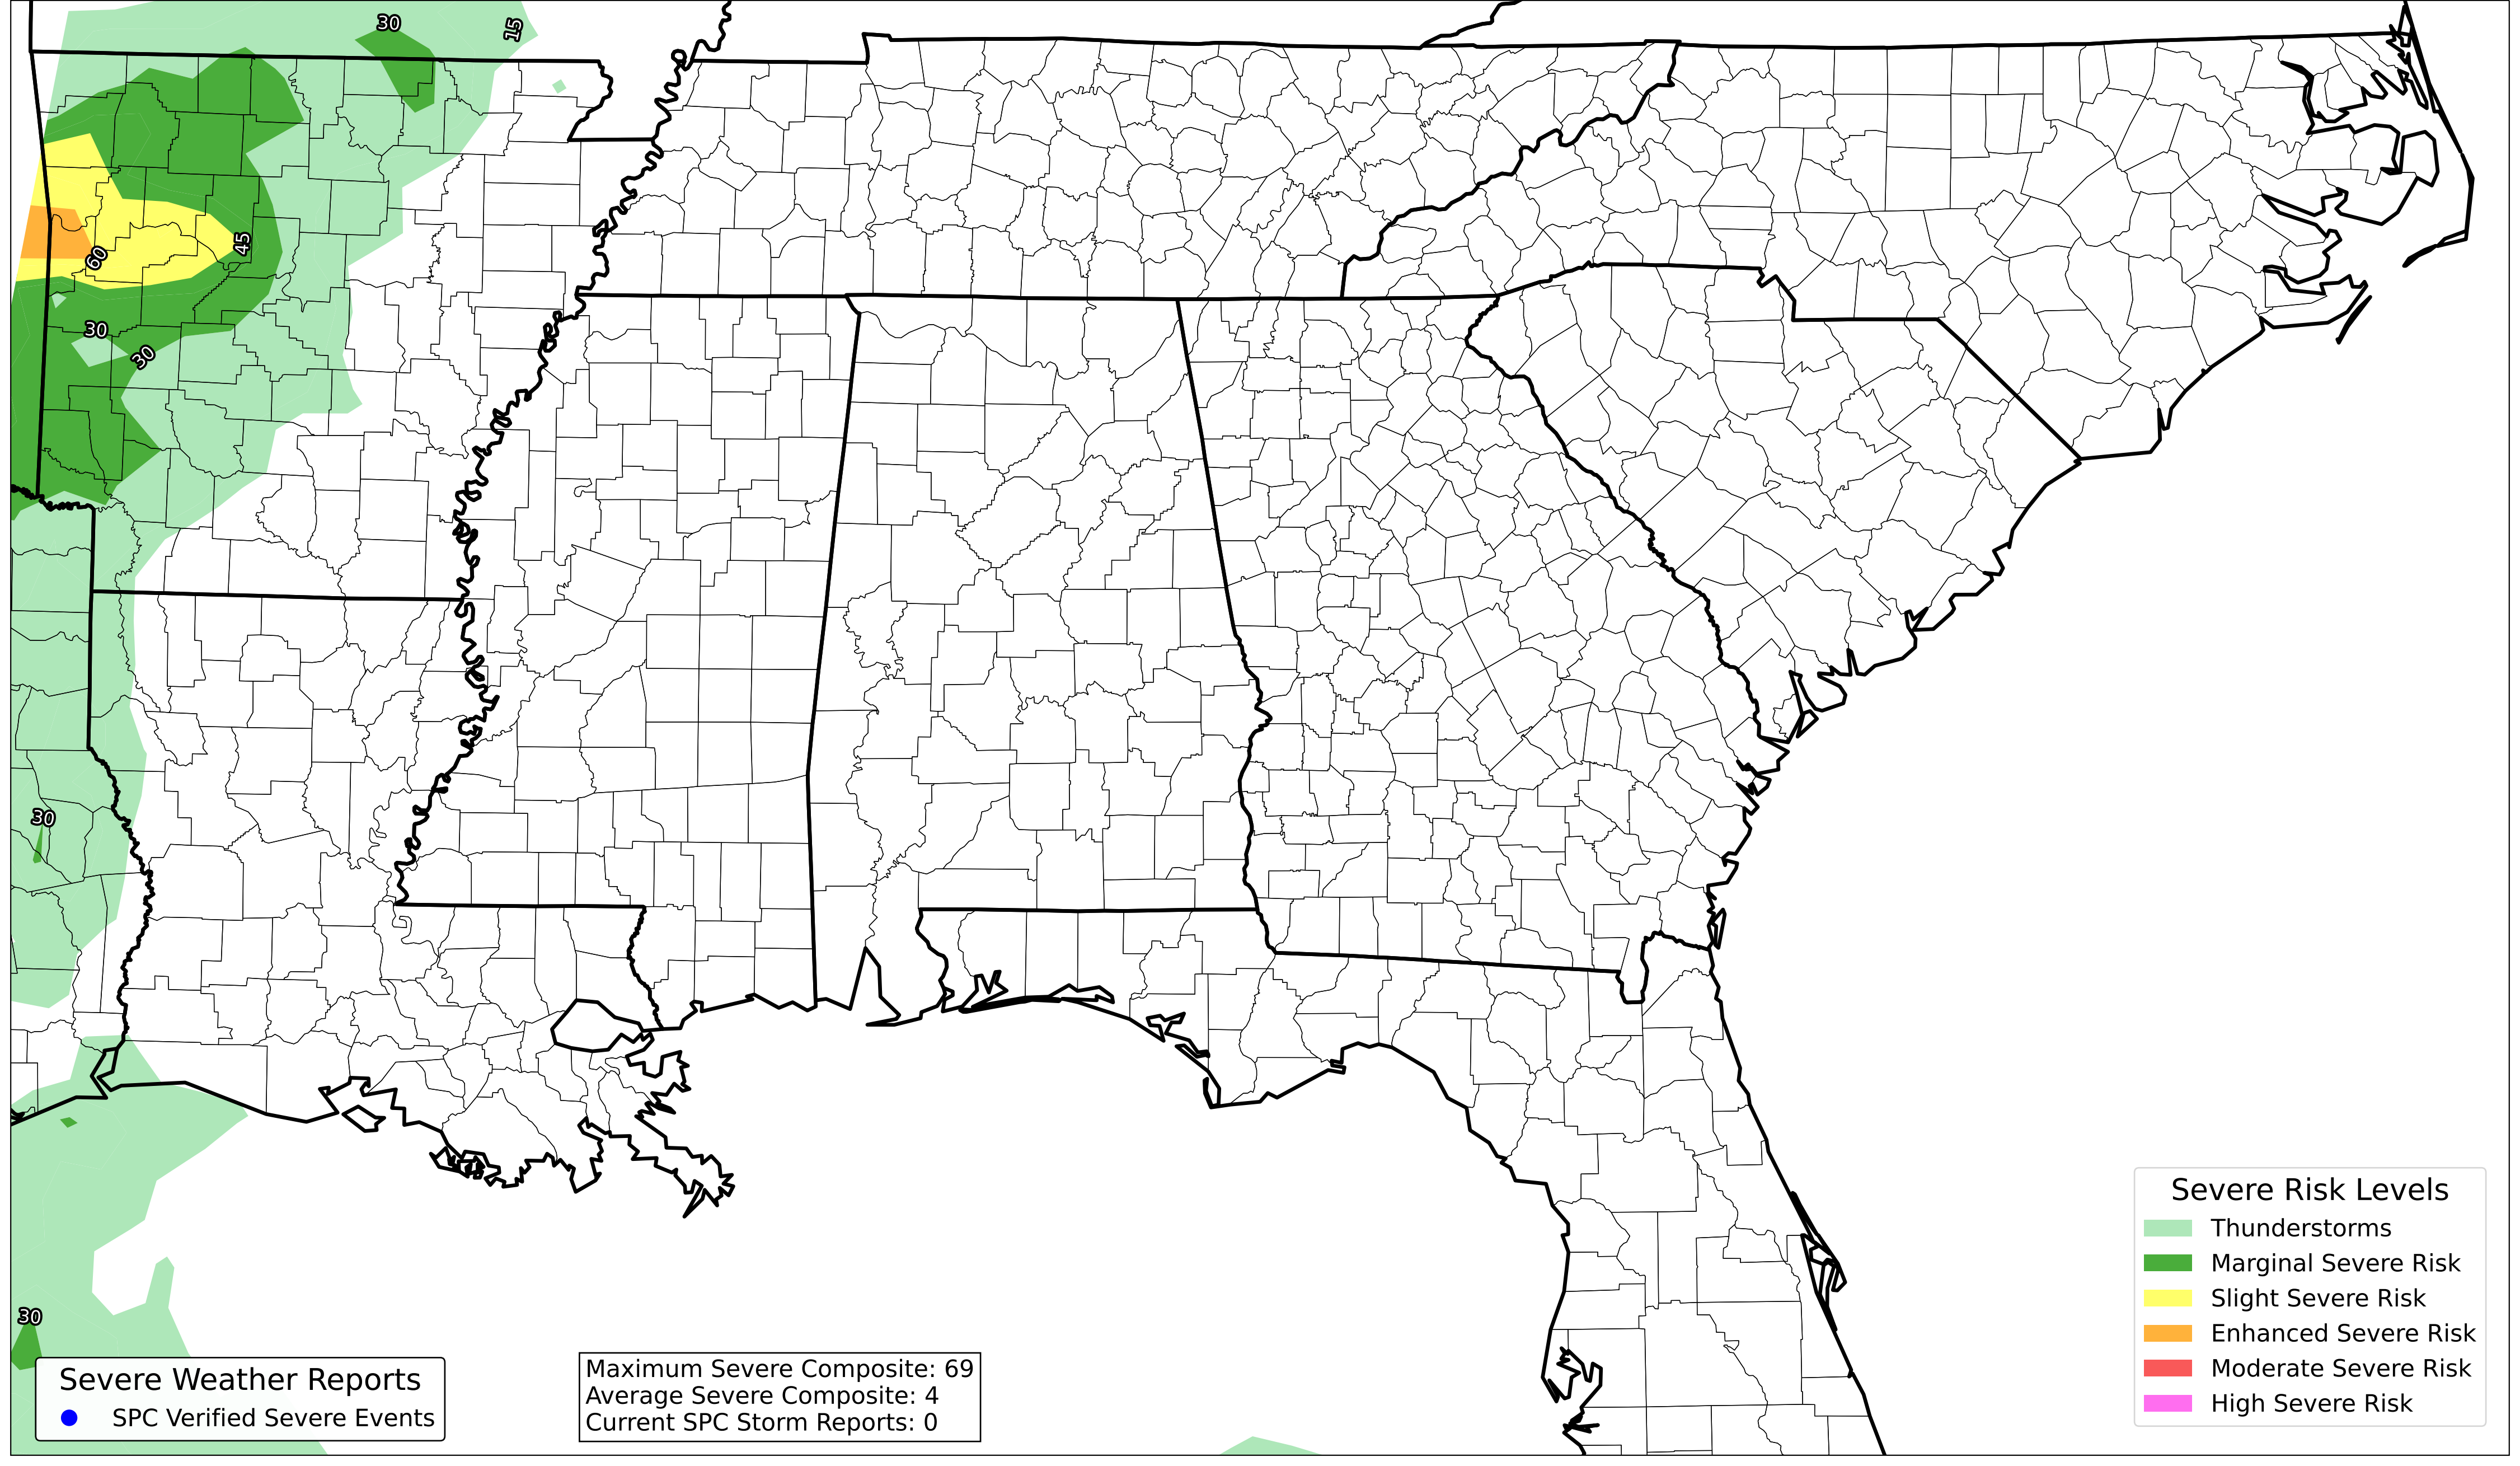 30
15
45
60
30
30
30
30
Severe Risk Levels
Thunderstorms
Marginal Severe Risk
Slight Severe Risk
Enhanced Severe Risk
Moderate Severe Risk
High Severe Risk
Severe Weather Reports
SPC Verified Severe Events
Maximum Severe Composite: 69
Average Severe Composite: 4
Current SPC Storm Reports: 0